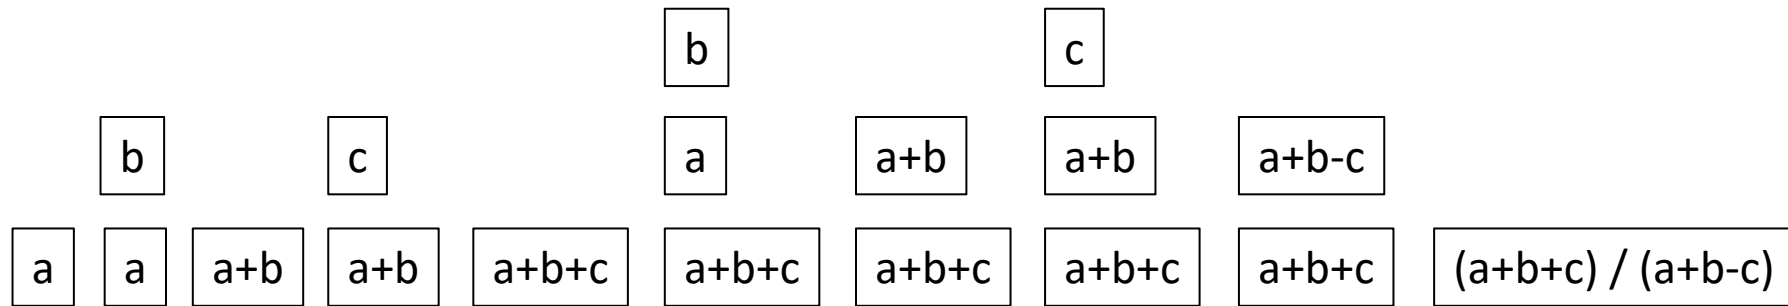 b c
b c a a+b a+b a+b-c
a a a+b a+b a+b+c a+b+c a+b+c a+b+c a+b+c (a+b+c) / (a+b-c)